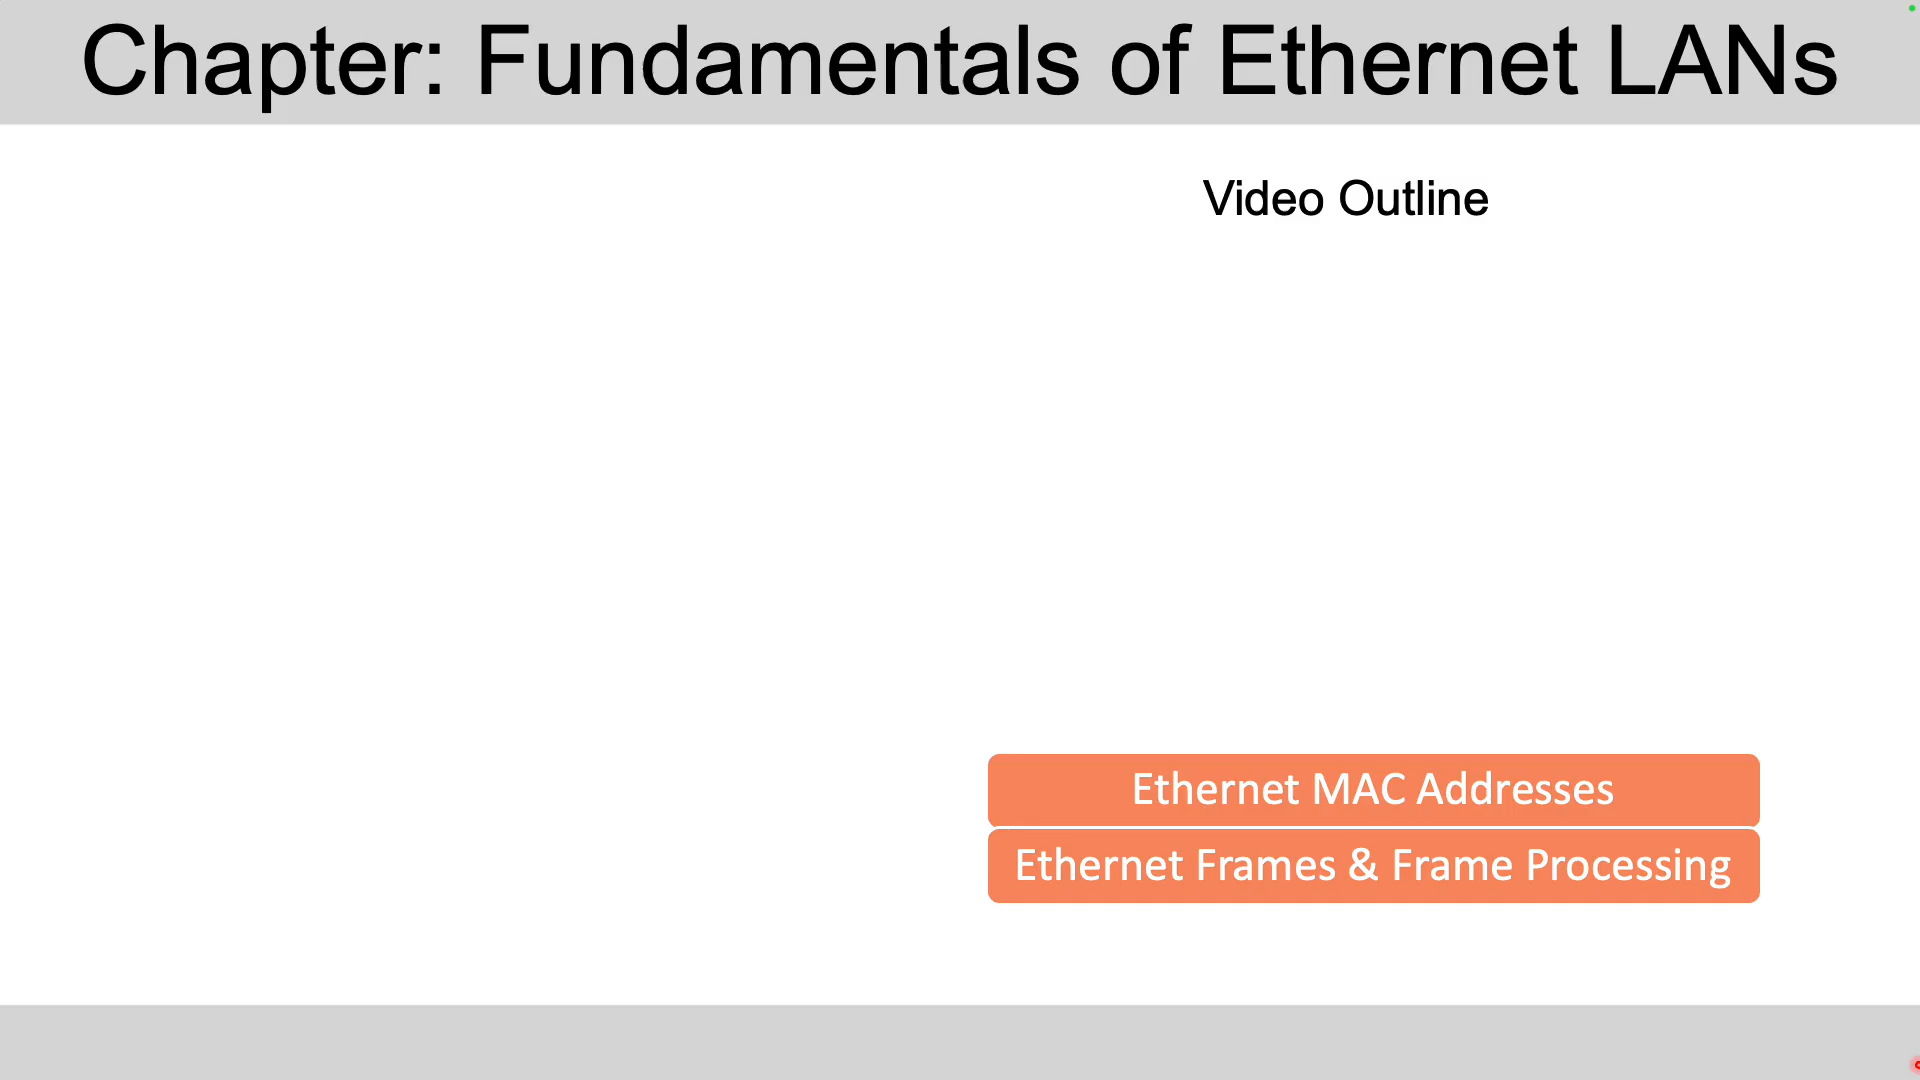 Chapter: Fundamentals of Ethernet LANs
Video Outline
Ethernet MAC Addresses
Ethernet Frames & Frame Processing